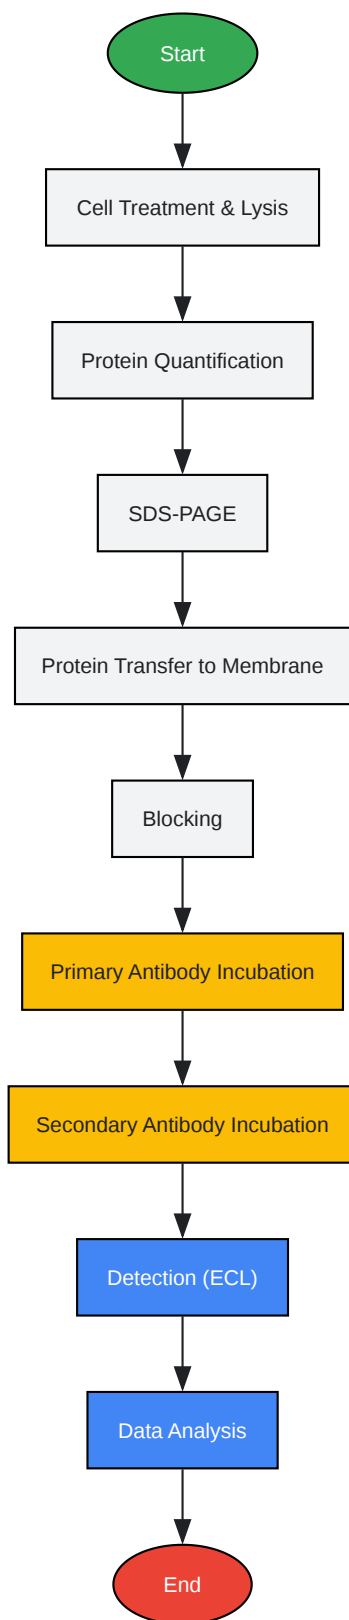 Start
Cell Treatment & Lysis
Protein Quantification
SDS-PAGE
Protein Transfer to Membrane
Blocking
Primary Antibody Incubation
Secondary Antibody Incubation
Detection (ECL)
Data Analysis
End